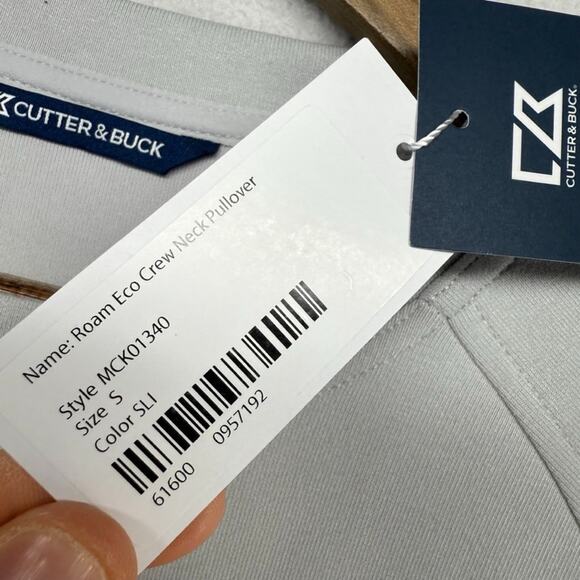 CUTTER & BUCK
CUTTER & BUCK®
Name: Roam Eco Crew Neck Pullover
Style MCK01340
Size S
Color SLI
61600 0957192